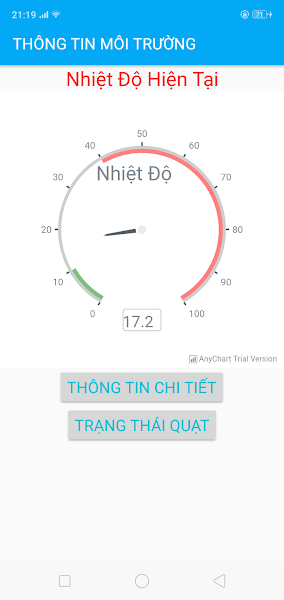 21:19
71
THÔNG TIN MÔI TRƯỜNG
Nhiệt Độ Hiện Tại
50
40
60
Nhiệt Độ
30
70
20
80
10
90
0
17.2
100
AnyChart Trial Version
THÔNG TIN CHI TIẾT
TRẠNG THÁI QUẠT